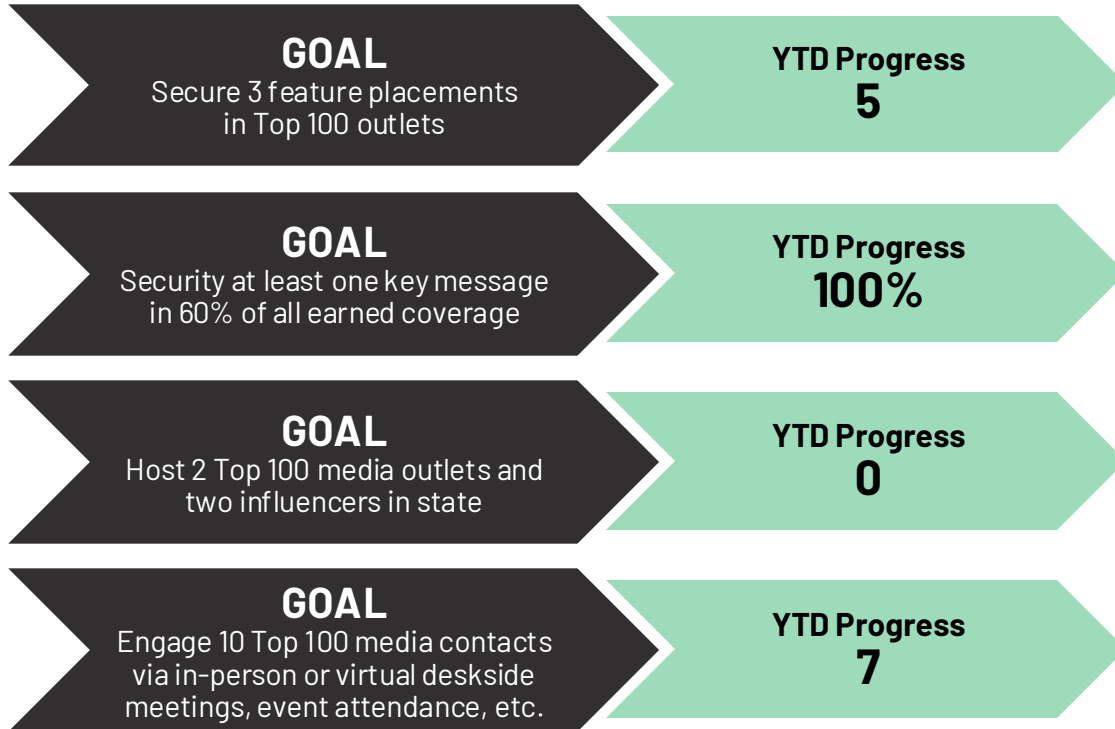 GOAL
Secure 3 feature placements
in Top 100 outlets
YTD Progress
5
GOAL
Security at least one key message
in 60% of all earned coverage
YTD Progress
100%
GOAL
Host 2 Top 100 media outlets and
two influencers in state
YTD Progress
0
GOAL
Engage 10 Top 100 media contacts
via in-person or virtual deskside
meetings, event attendance, etc.
YTD Progress
7